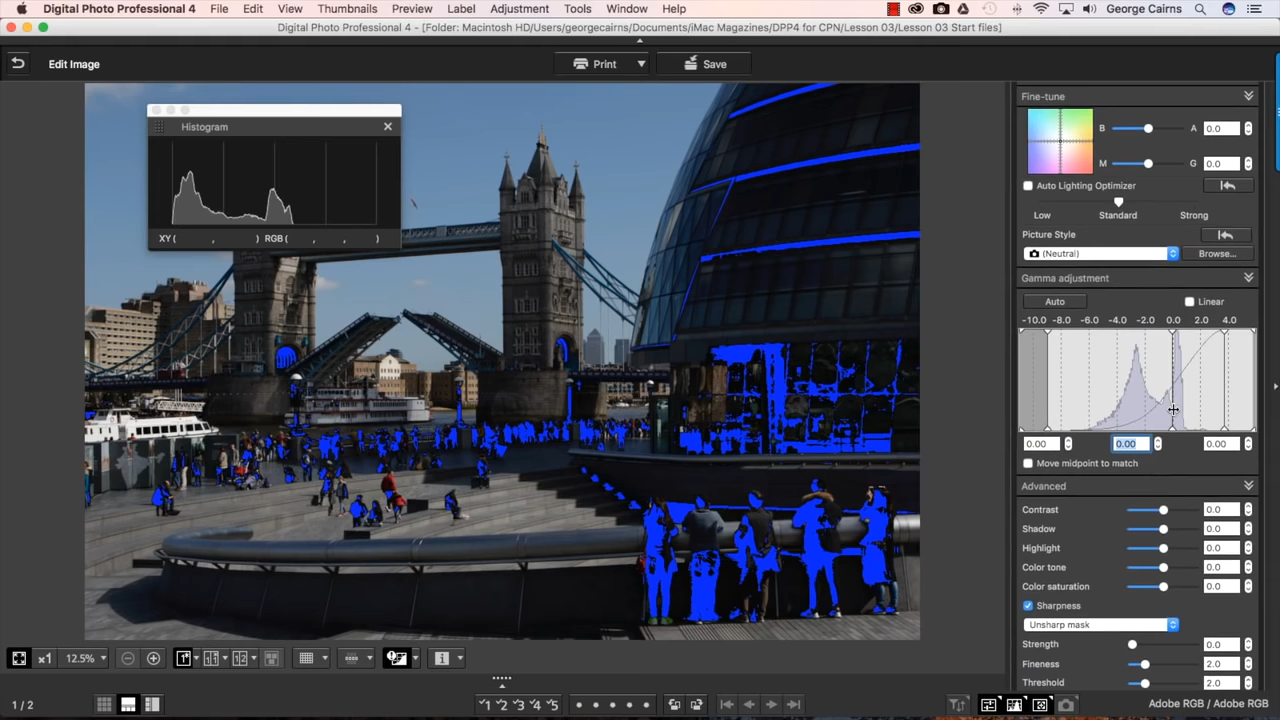 Digital Photo Professional 4 File Edit View Thumbnails Preview Label Adjustment Tools Window Help George Cairns
Digital Photo Professional 4 - [Folder: Macintosh HD/Users/georgecairns/Documents/iMac Magazines/DPP4 for CPN/Lesson 03/Lesson 03 Start files]
Edit Image Print Save
Fine-tune
Histogram
B A 0.0
M G 0.0
Auto Lighting Optimizer
Low Standard Strong
Picture Style
XY ( , ) RGB ( , , )
(Neutral) Browse...
Gamma adjustment
Auto Linear
-10.0 -8.0 -6.0 -4.0 -2.0 0.0 2.0 4.0
0.00 0.00 0.00
Move midpoint to match
Advanced
Contrast 0.0
Shadow 0.0
Highlight 0.0
Color tone 0.0
Color saturation 0.0
Sharpness
Unsharp mask
Strength 0.0
x1 12.5%
Fineness 2.0
Threshold 2.0
1 / 2
1 2 3 4 5
Adobe RGB / Adobe RGB